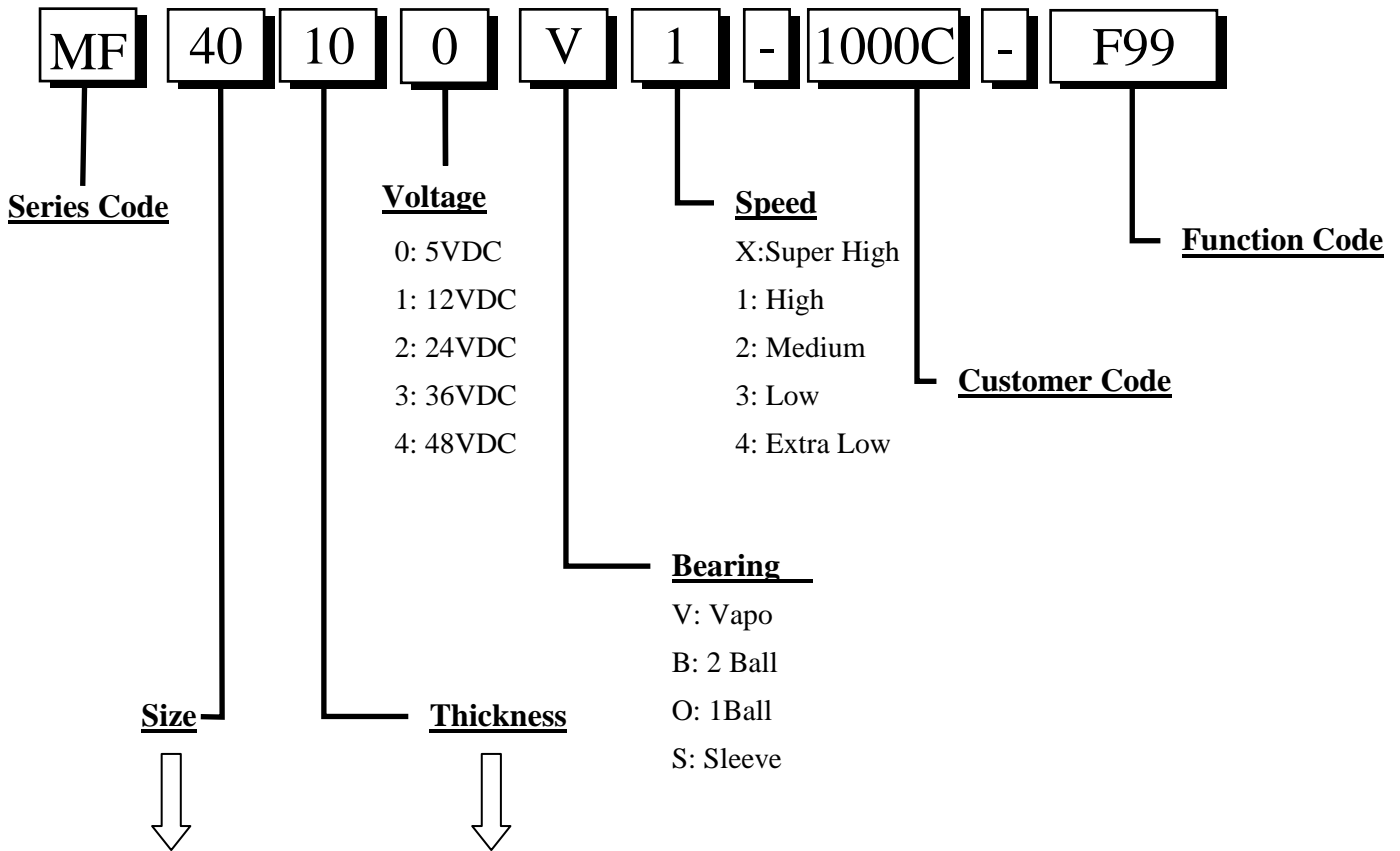 MF 40 10 0 V 1 - 1000C - F99
Series Code
Voltage
0: 5VDC
1: 12VDC
2: 24VDC
3: 36VDC
4: 48VDC
Speed
X:Super High
1: High
2: Medium
3: Low
4: Extra Low
Function Code
Customer Code
Bearing
V: Vapo
B: 2 Ball
O: 1Ball
S: Sleeve
Size
Thickness